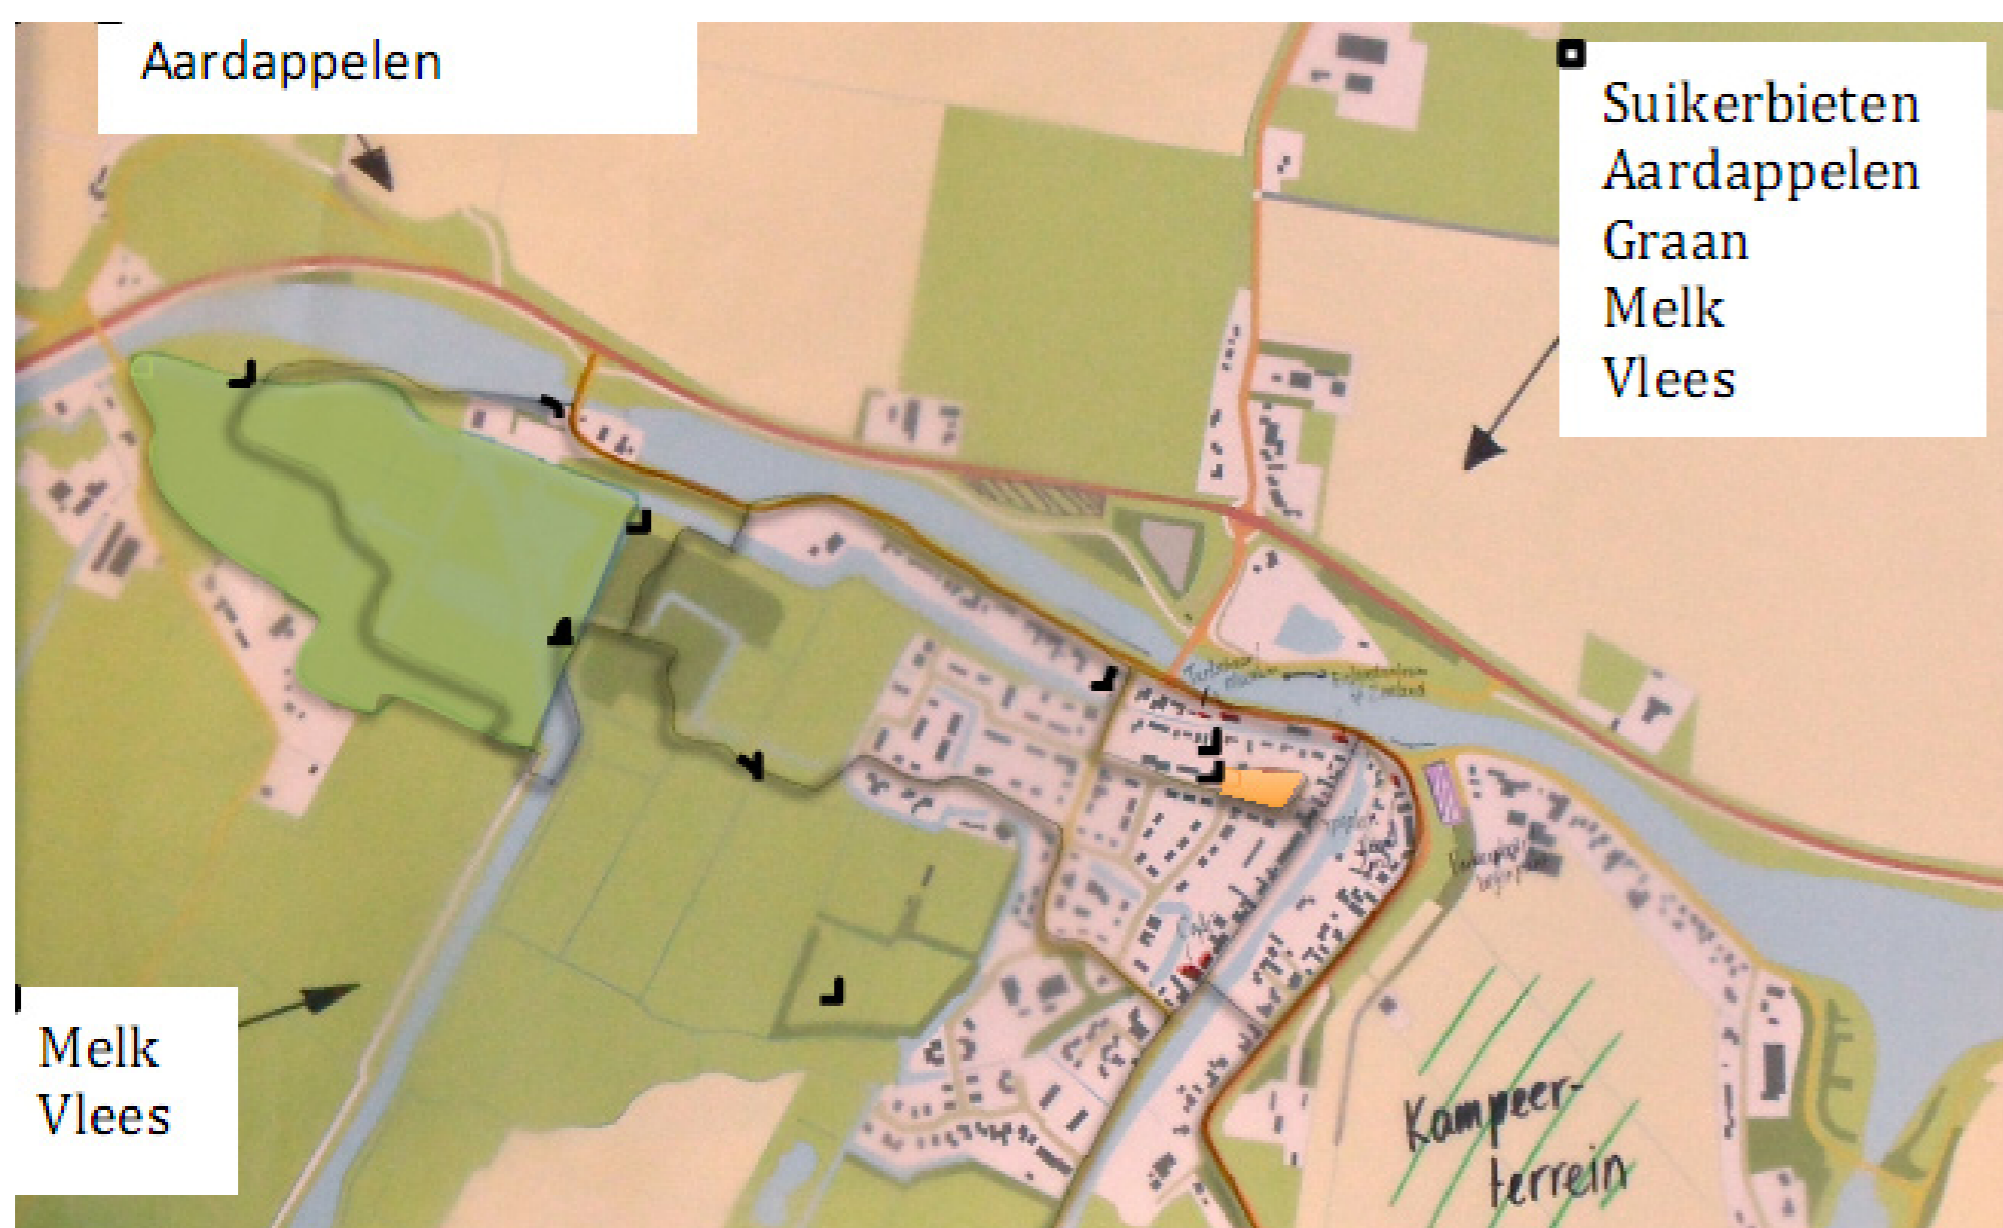 Aardappelen
Suikerbieten
Aardappelen
Graan
Melk
Vlees
Melk
Vlees
Kampeer-
terrein